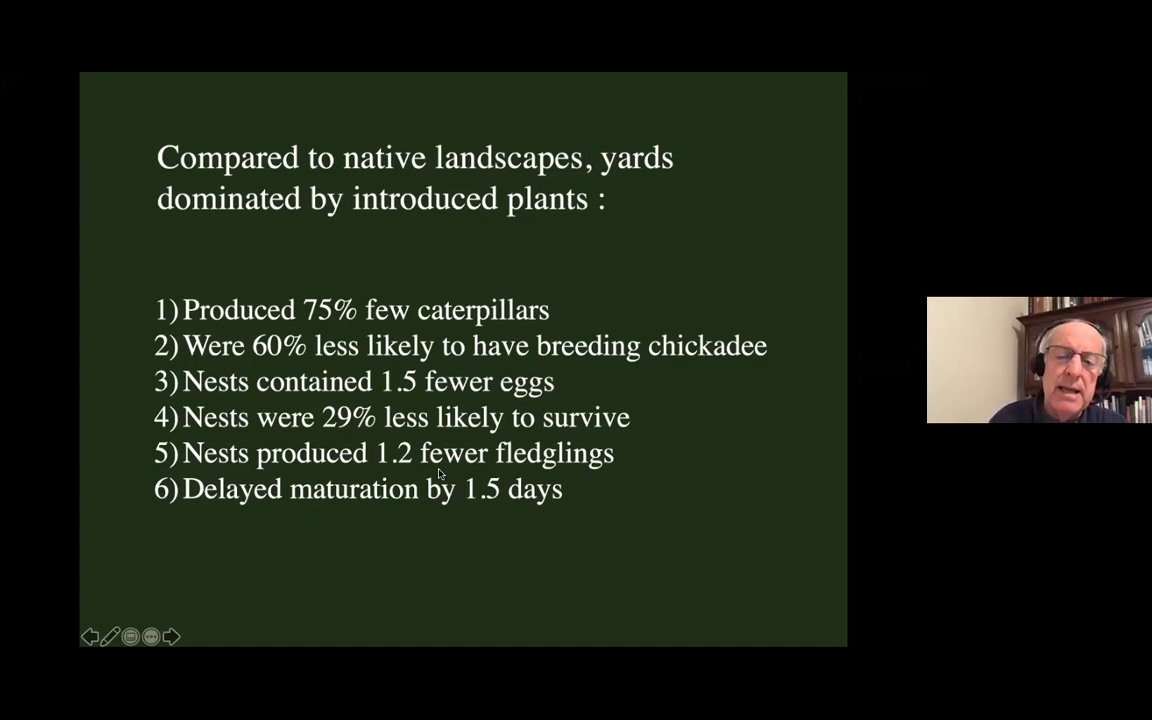 Compared to native landscapes, yards
dominated by introduced plants :
1) Produced 75% few caterpillars
2) Were 60% less likely to have breeding chickadee
3) Nests contained 1.5 fewer eggs
4) Nests were 29% less likely to survive
5) Nests produced 1.2 fewer fledglings
6) Delayed maturation by 1.5 days